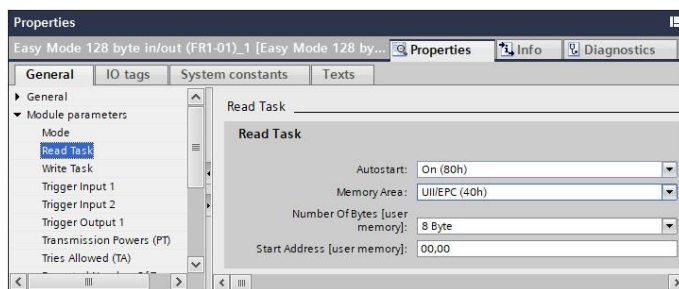 Properties
Easy Mode 128 byte in/out (FR1-01)_1 [Easy Mode 128 by...
Properties
Info
Diagnostics
General
IO tags
System constants
Texts
General
Module parameters
Mode
Read Task
Write Task
Trigger Input 1
Trigger Input 2
Trigger Output 1
Transmission Powers (PT)
Tries Allowed (TA)
Read Task
Read Task
Autostart: On (80h)
Memory Area: UII/EPC (40h)
Number Of Bytes [user
memory]: 8 Byte
Start Address [user memory]: 00,00